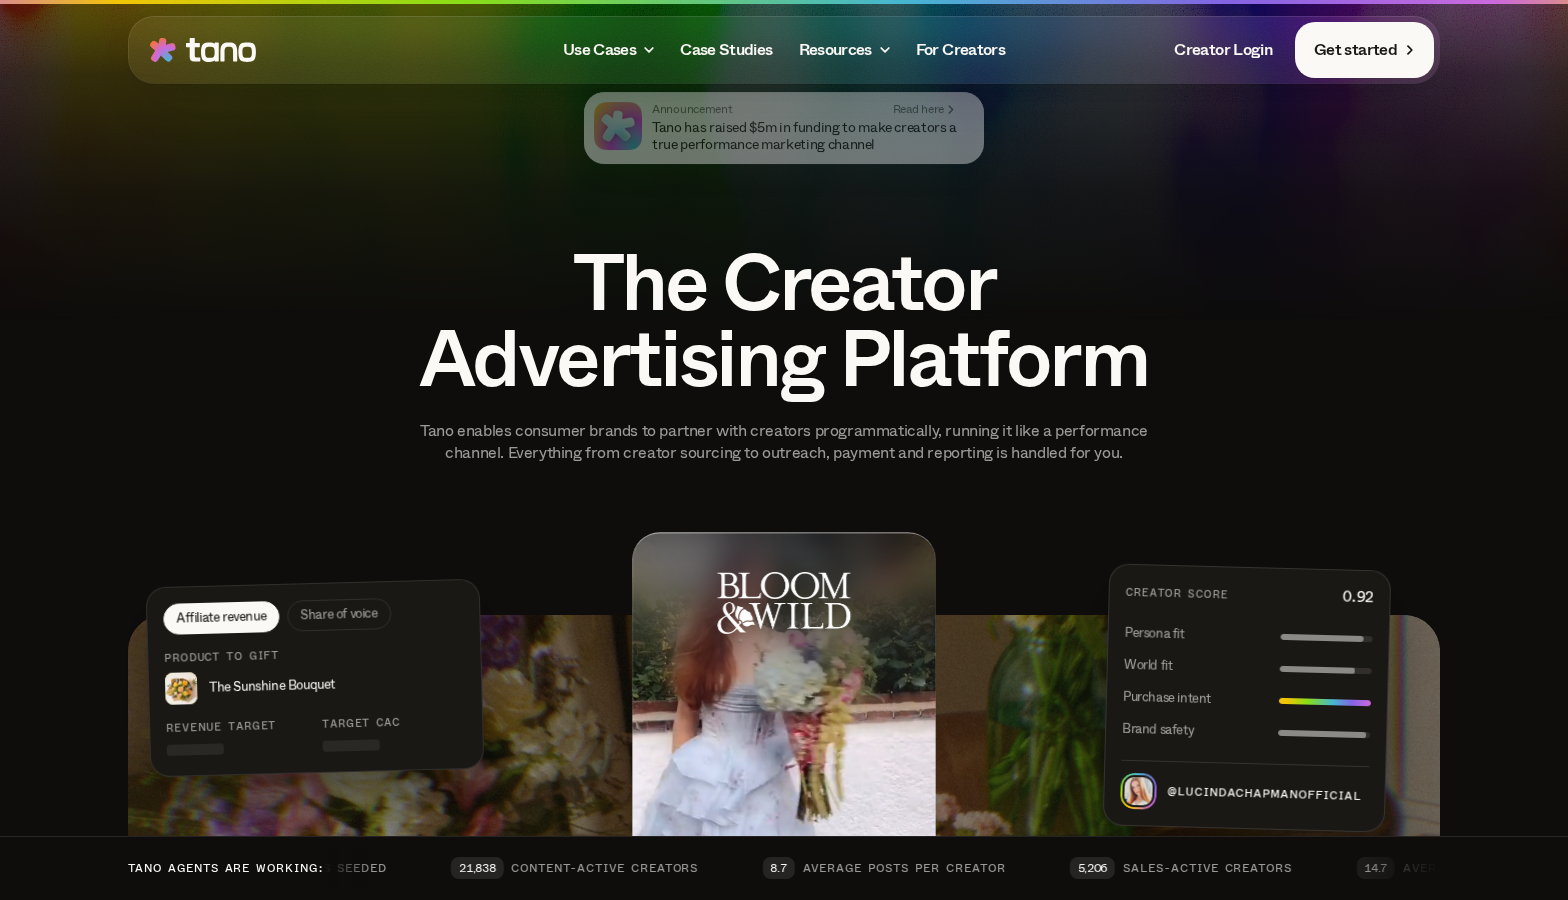 tano
Use Cases
Case Studies
Resources
For Creators
Creator Login
Get started
Announcement
Read here
Tano has raised $5m in funding to make creators a
true performance marketing channel
The Creator
Advertising Platform
Tano enables consumer brands to partner with creators programmatically, running it like a performance
channel. Everything from creator sourcing to outreach, payment and reporting is handled for you.
Affiliate revenue
Share of voice
PRODUCT TO GIFT
The Sunshine Bouquet
REVENUE TARGET
TARGET CAC
BLOOM
&WILD
CREATOR SCORE
0.92
Persona fit
World fit
Purchase intent
Brand safety
@LUCINDACHAPMANOFFICIAL
TANO AGENTS ARE WORKING:
SEEDED
21,838 CONTENT-ACTIVE CREATORS
8.7 AVERAGE POSTS PER CREATOR
5,206 SALES-ACTIVE CREATORS
14.7